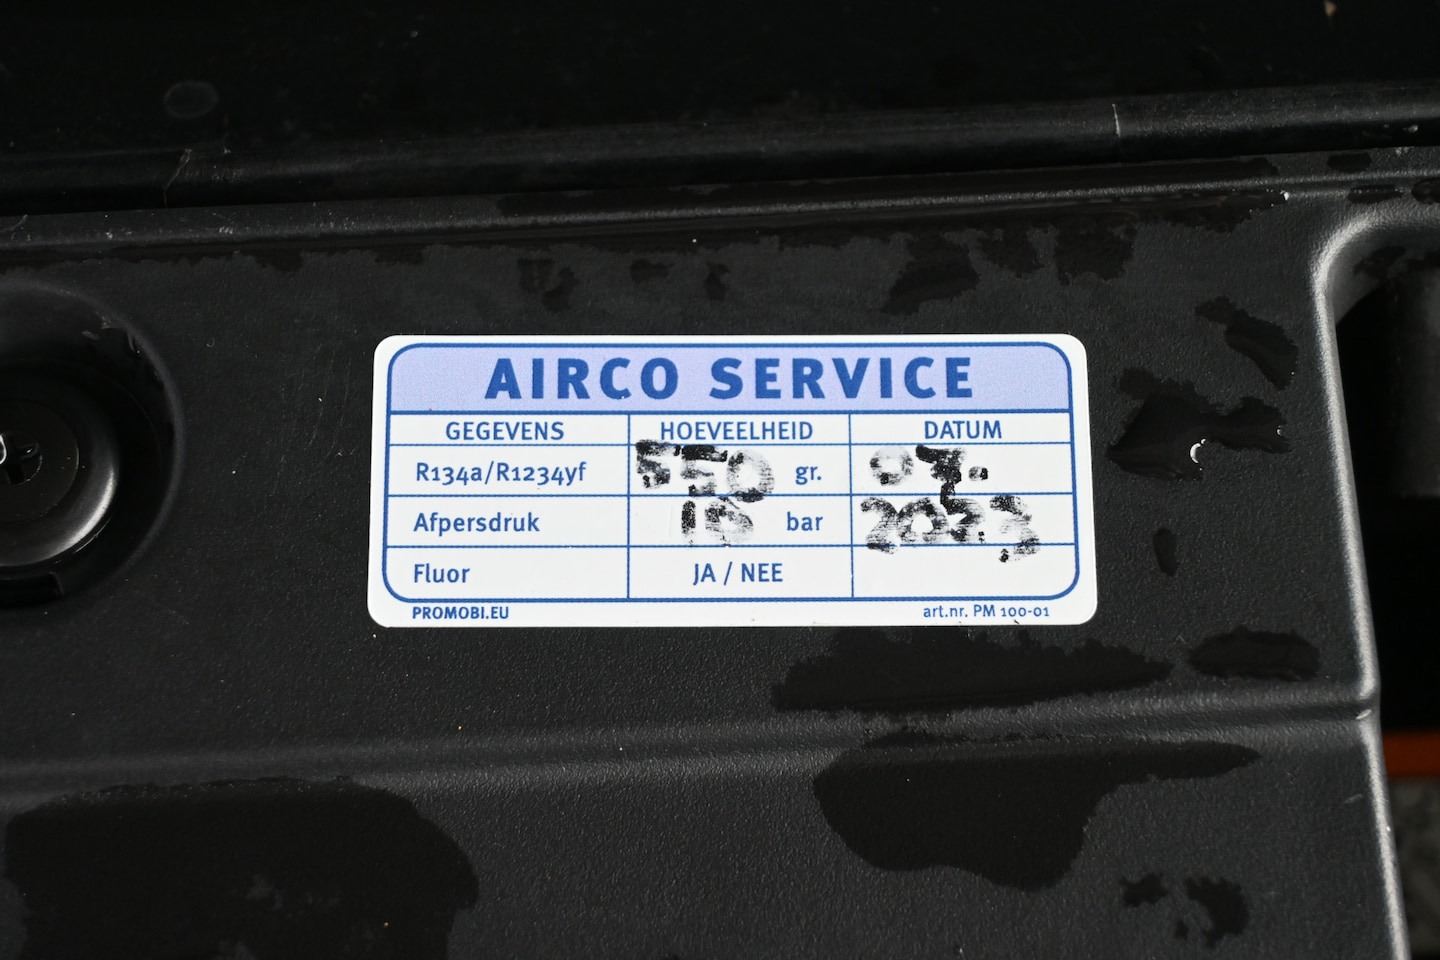 AIRCO SERVICE
GEGEVENS HOEVEELHEID DATUM
R134a/R1234yf 550 gr. 07.
Afpersdruk 10 bar 2023
Fluor JA / NEE
PROMOBI.EU art.nr. PM 100-01